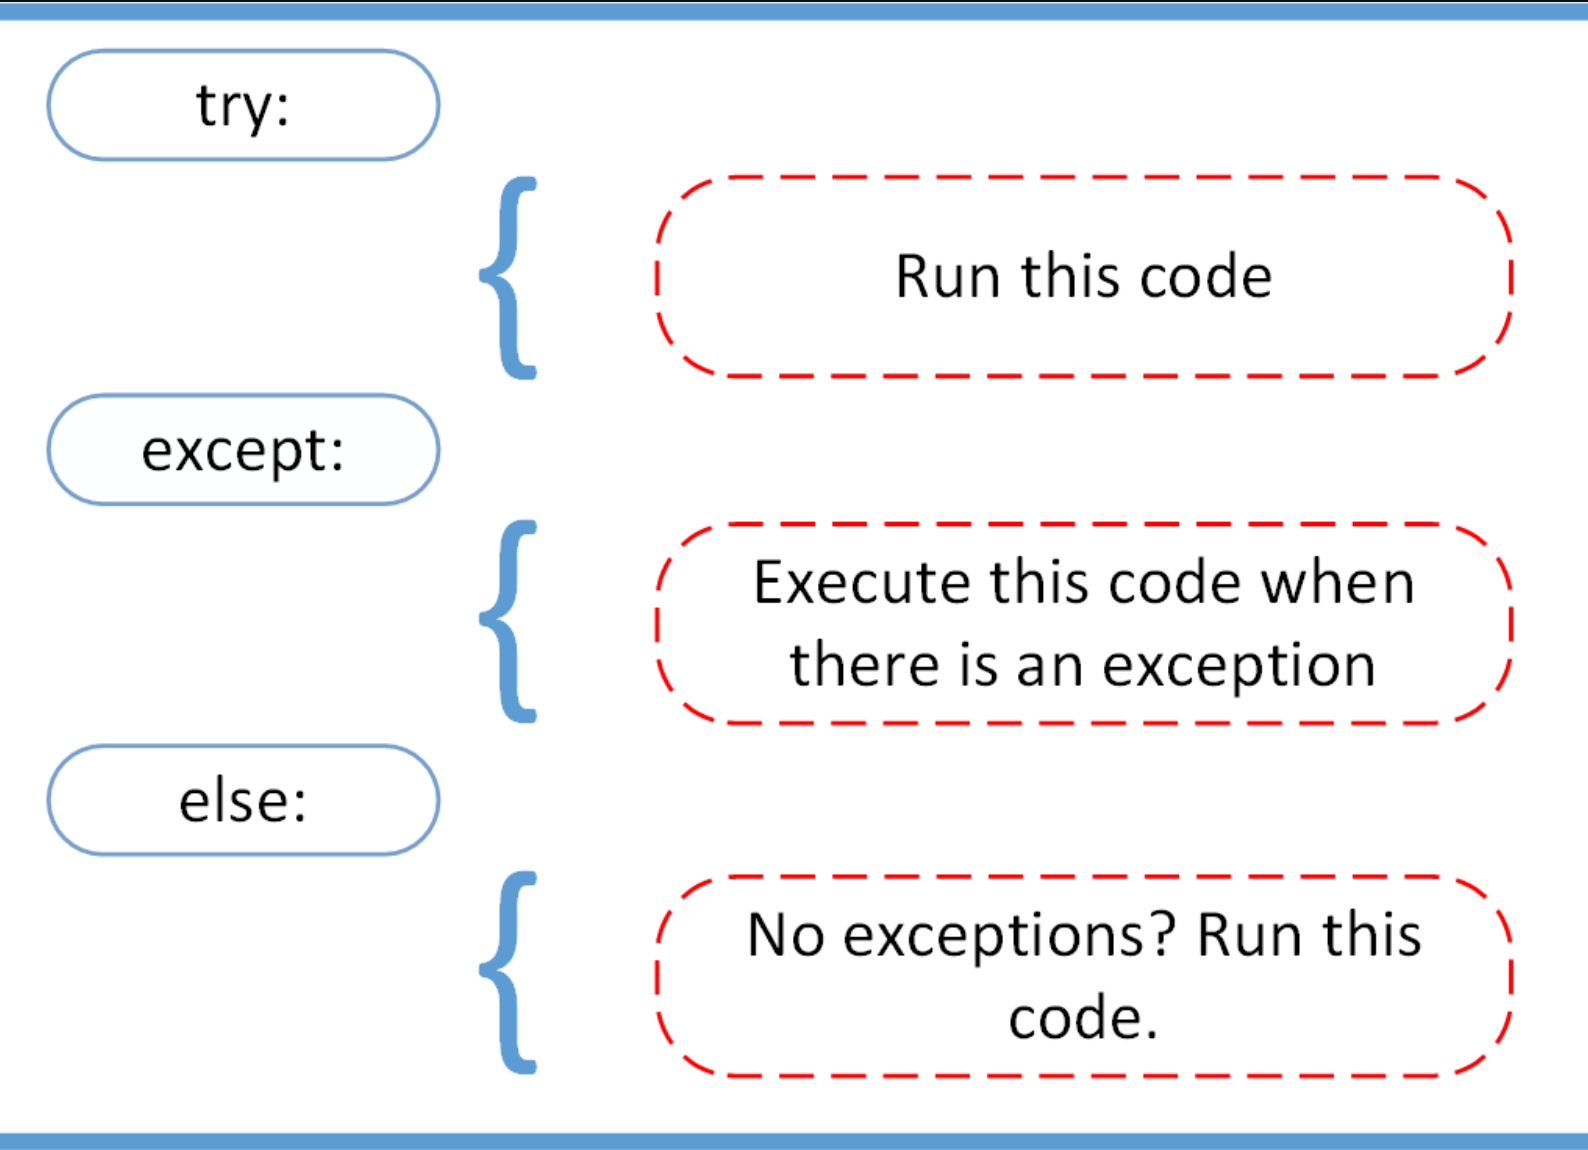 try:
Run this code
except:
Execute this code when
there is an exception
else:
No exceptions? Run this
code.